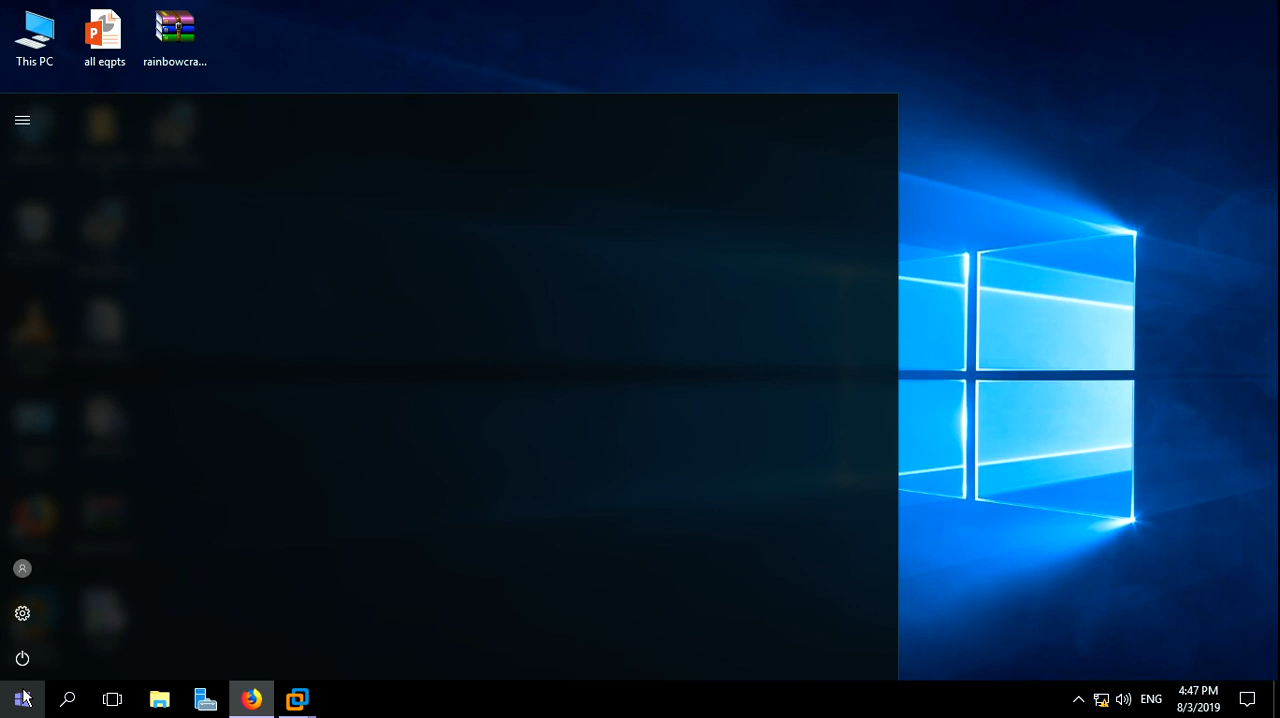 This PC
all eqpts
rainbowcra...
ENG
4:47 PM
8/3/2019